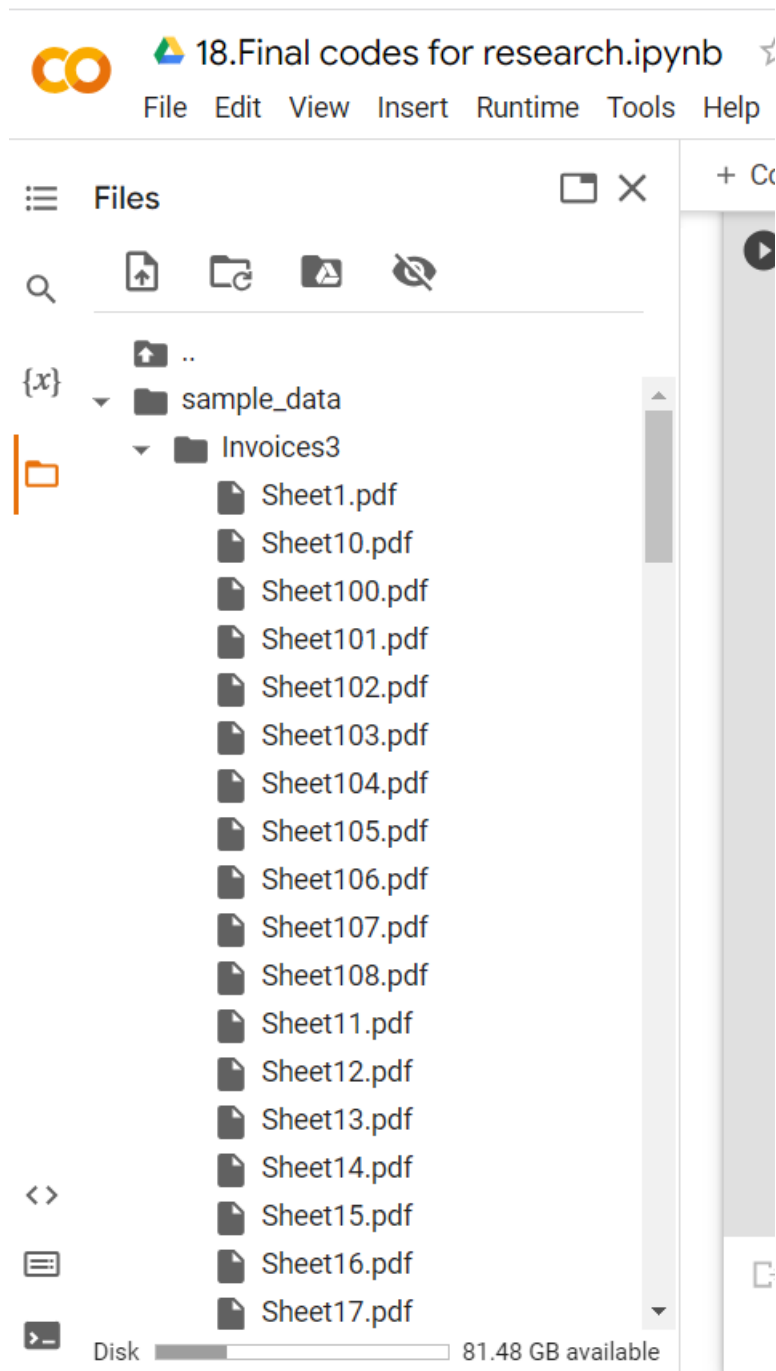 18.Final codes for research.ipynb
File Edit View Insert Runtime Tools Help
Files
+ Co
..
{x}
sample_data
Invoices3
Sheet1.pdf
Sheet10.pdf
Sheet100.pdf
Sheet101.pdf
Sheet102.pdf
Sheet103.pdf
Sheet104.pdf
Sheet105.pdf
Sheet106.pdf
Sheet107.pdf
Sheet108.pdf
Sheet11.pdf
Sheet12.pdf
Sheet13.pdf
Sheet14.pdf
Sheet15.pdf
Sheet16.pdf
Sheet17.pdf
Disk 81.48 GB available